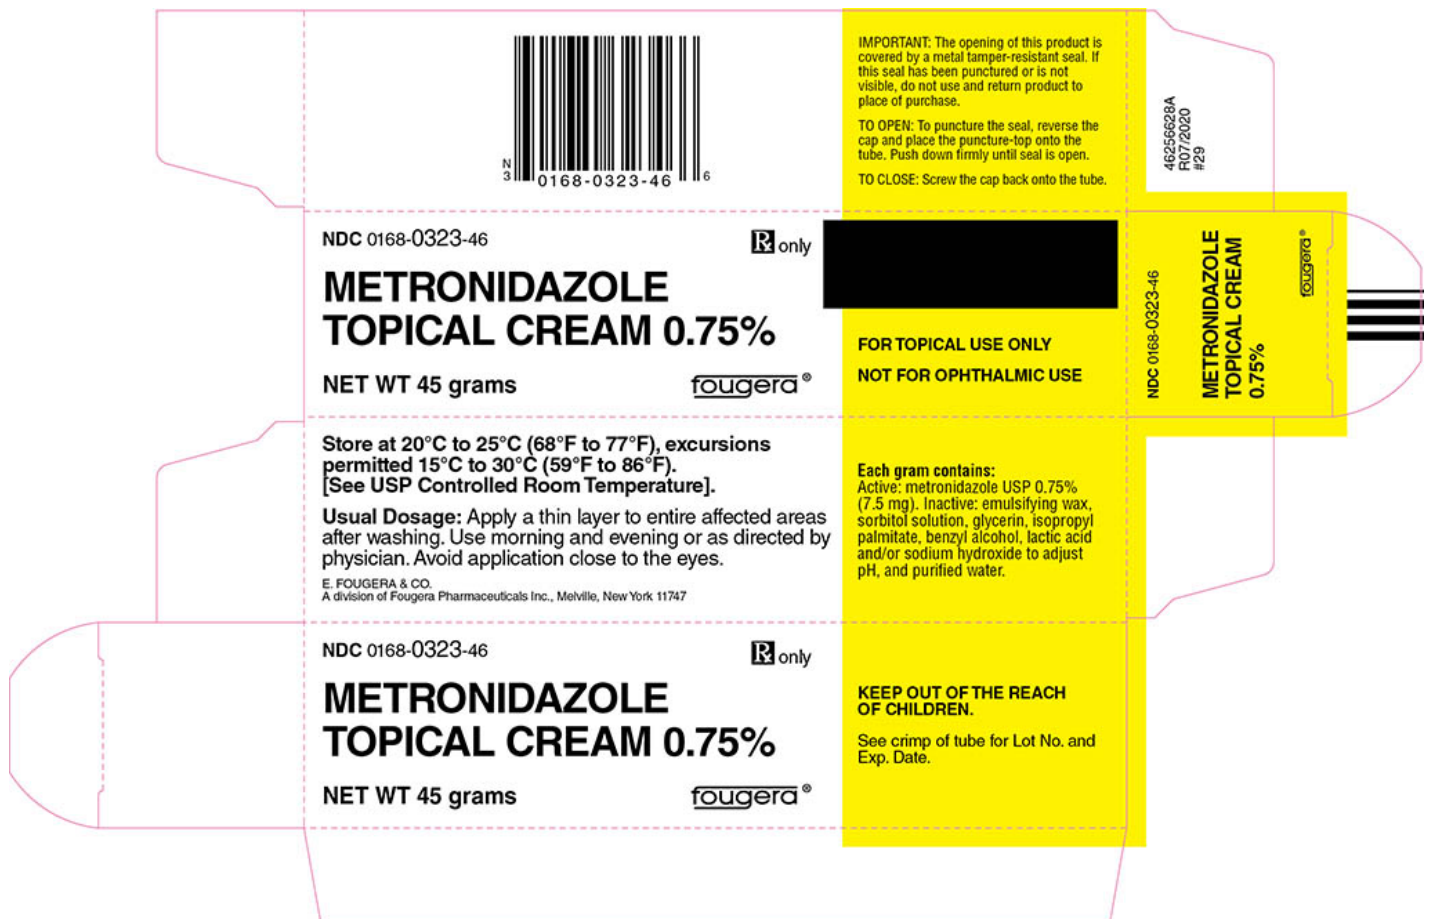 IMPORTANT: The opening of this product is
covered by a metal tamper-resistant seal. If
this seal has been punctured or is not
visible, do not use and return product to
place of purchase.
TO OPEN: To puncture the seal, reverse the
cap and place the puncture-top onto the
tube. Push down firmly until seal is open.
TO CLOSE: Screw the cap back onto the tube.
46256628A
R07/2020
#29
N
3 0168-0323-46 6
NDC 0168-0323-46
Rx only
METRONIDAZOLE
TOPICAL CREAM 0.75%
NET WT 45 grams
fougera®
FOR TOPICAL USE ONLY
NOT FOR OPHTHALMIC USE
NDC 0168-0323-46
METRONIDAZOLE
TOPICAL CREAM
0.75%
fougera®
Store at 20°C to 25°C (68°F to 77°F), excursions
permitted 15°C to 30°C (59°F to 86°F).
[See USP Controlled Room Temperature].
Usual Dosage: Apply a thin layer to entire affected areas
after washing. Use morning and evening or as directed by
physician. Avoid application close to the eyes.
E. FOUGERA & CO.
A division of Fougera Pharmaceuticals Inc., Melville, New York 11747
Each gram contains:
Active: metronidazole USP 0.75%
(7.5 mg). Inactive: emulsifying wax,
sorbitol solution, glycerin, isopropyl
palmitate, benzyl alcohol, lactic acid
and/or sodium hydroxide to adjust
pH, and purified water.
NDC 0168-0323-46
Rx only
METRONIDAZOLE
TOPICAL CREAM 0.75%
NET WT 45 grams
fougera®
KEEP OUT OF THE REACH
OF CHILDREN.
See crimp of tube for Lot No. and
Exp. Date.